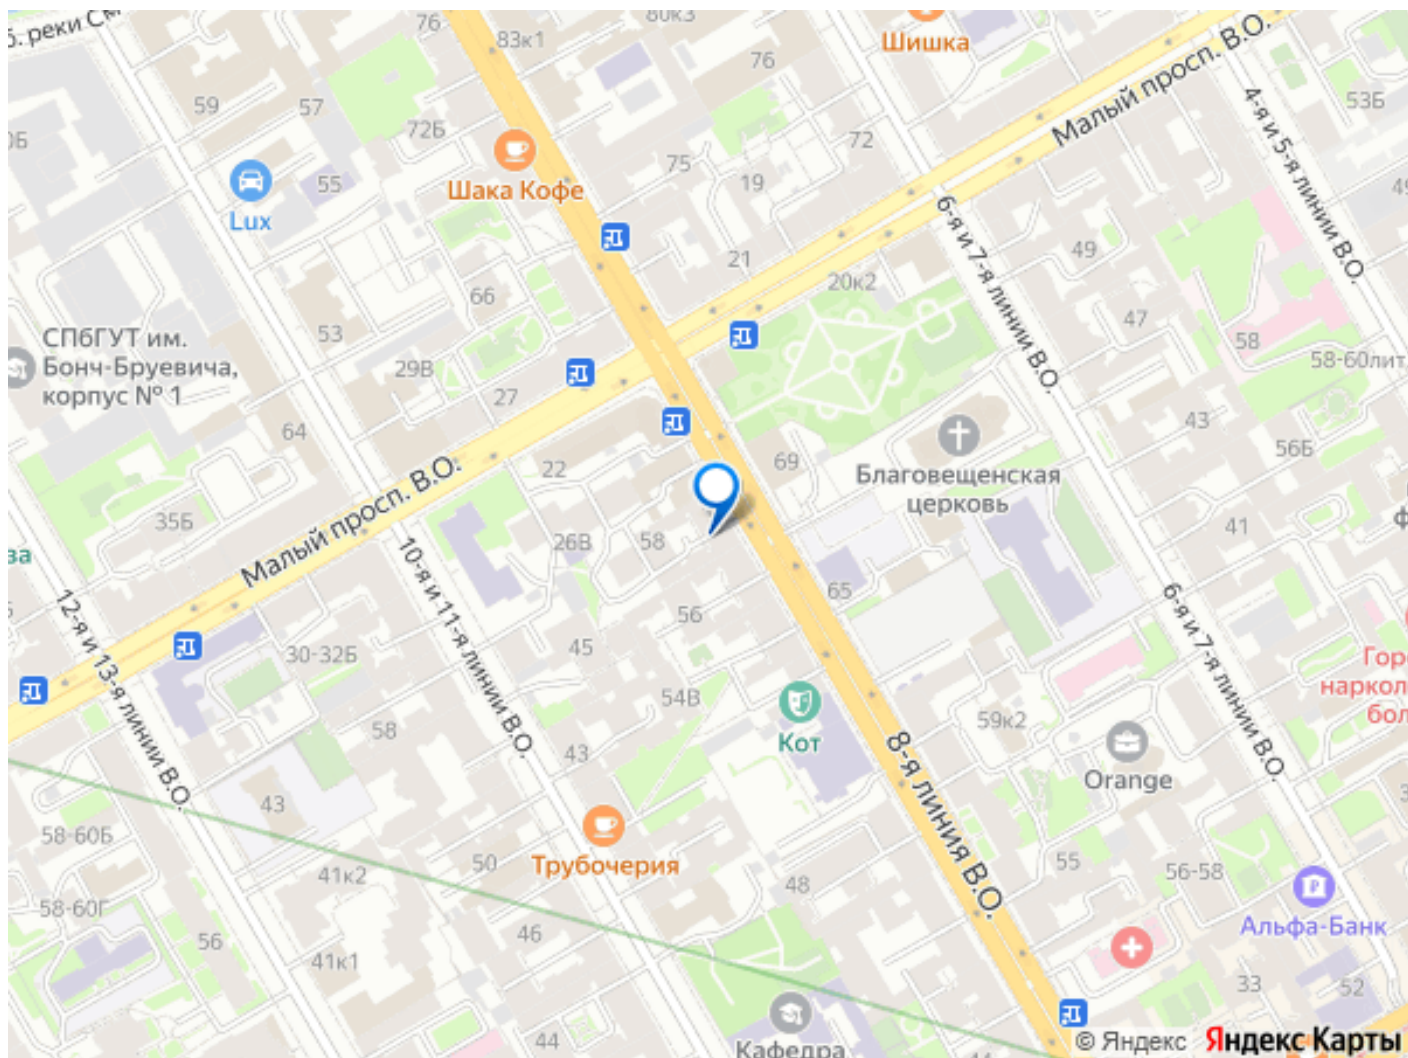 б. реки См
76
83к1
80к3
Шишка
76
Малый просп. В.О.
4-я и 5-я линии В.О.
53Б
59
57
72Б
72
75
19
Шака Кофе
55
Lux
6-я и 7-я линии В.О.
49
21
20к2
66
47
58
58-60лит
53
СПбГУТ им.
Бонч-Бруевича,
корпус № 1
29В
27
64
43
56Б
69
Благовещенская
церковь
22
Малый просп. В.О.
35Б
26В
58
41
10-я и 11-я линии В.О.
12-я и 13-я линии В.О.
65
56
6-я и 7-я линии В.О.
45
30-32Б
54В
58
59к2
Кот
43
Orange
8-я линия В.О.
43
58-60Б
Трубочерия
50
41к2
48
55
56-58
58-60Г
56
46
41к1
Альфа-Банк
33
52
44
Кафедра
© Яндекс
Яндекс Карты